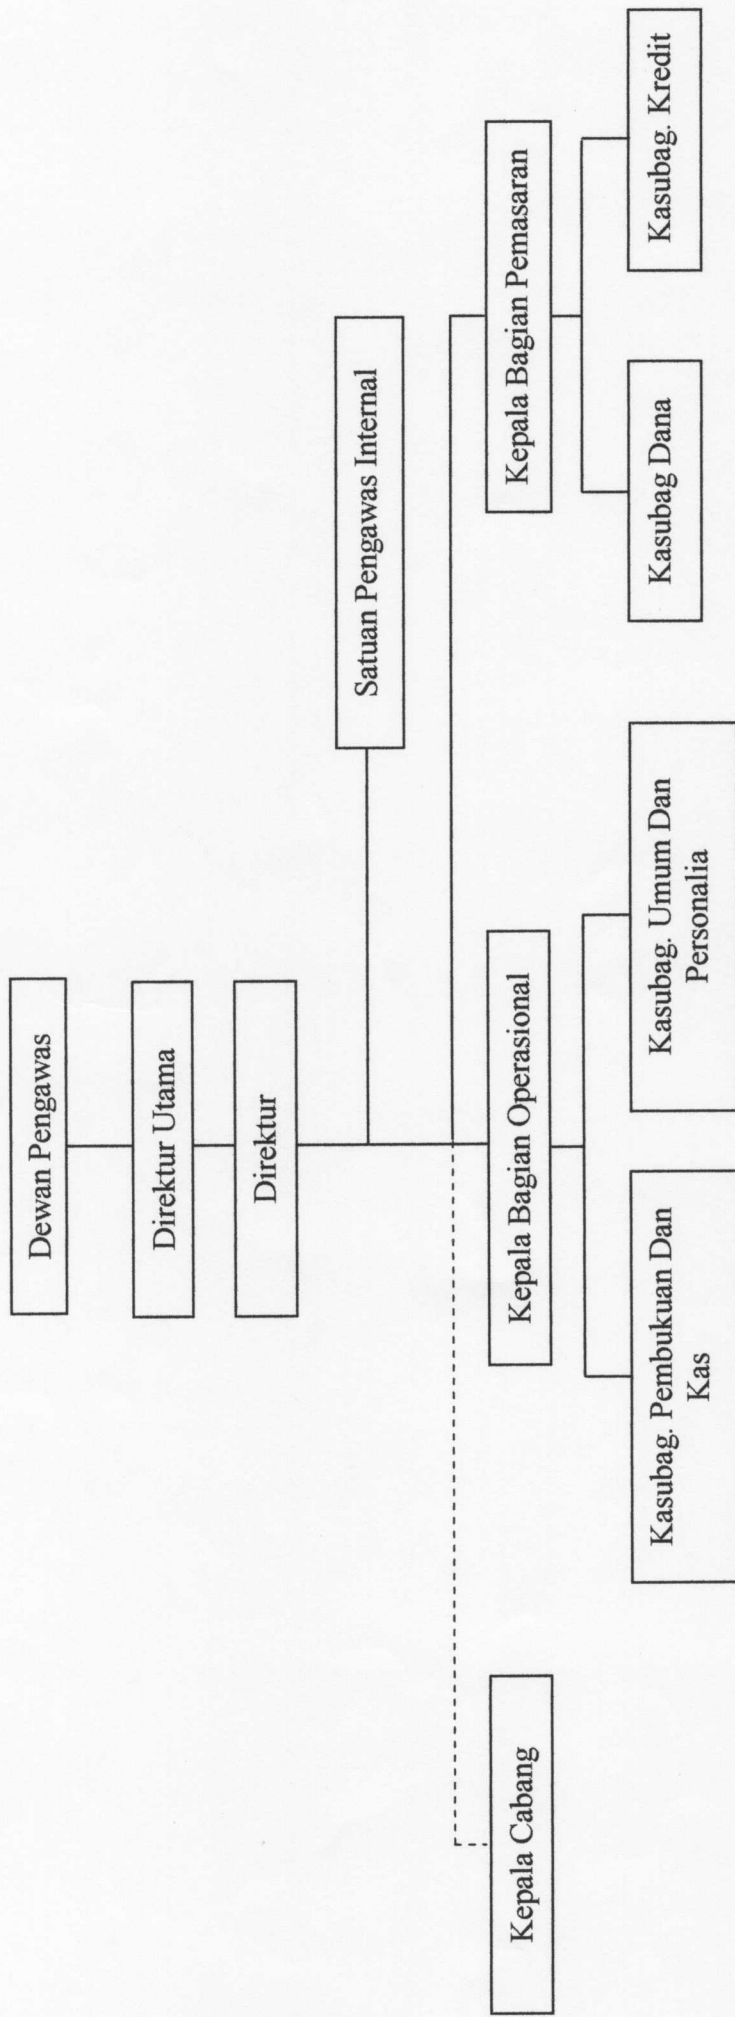 Dewan Pengawas
Direktur Utama
Direktur
Satuan Pengawas Internal
Kepala Cabang
Kepala Bagian Operasional
Kepala Bagian Pemasaran
Kasubag. Pembukuan Dan
Kas
Kasubag. Umum Dan
Personalia
Kasubag Dana
Kasubag. Kredit